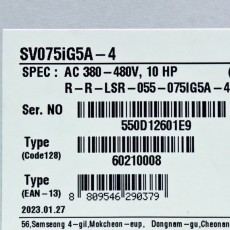 SV075iG5A-4
SPEC : AC 380-480V, 10 HP (
R-R-LSR-055-075IG5A-4
Ser. NO
550D12601E9
Type
(Code128)
60210008
Type
(EAN-13)
8 809546 290379
2023.01.27
56,Samseong 4-gil,Mokcheon-eup, Dongnam-gu,Cheonan